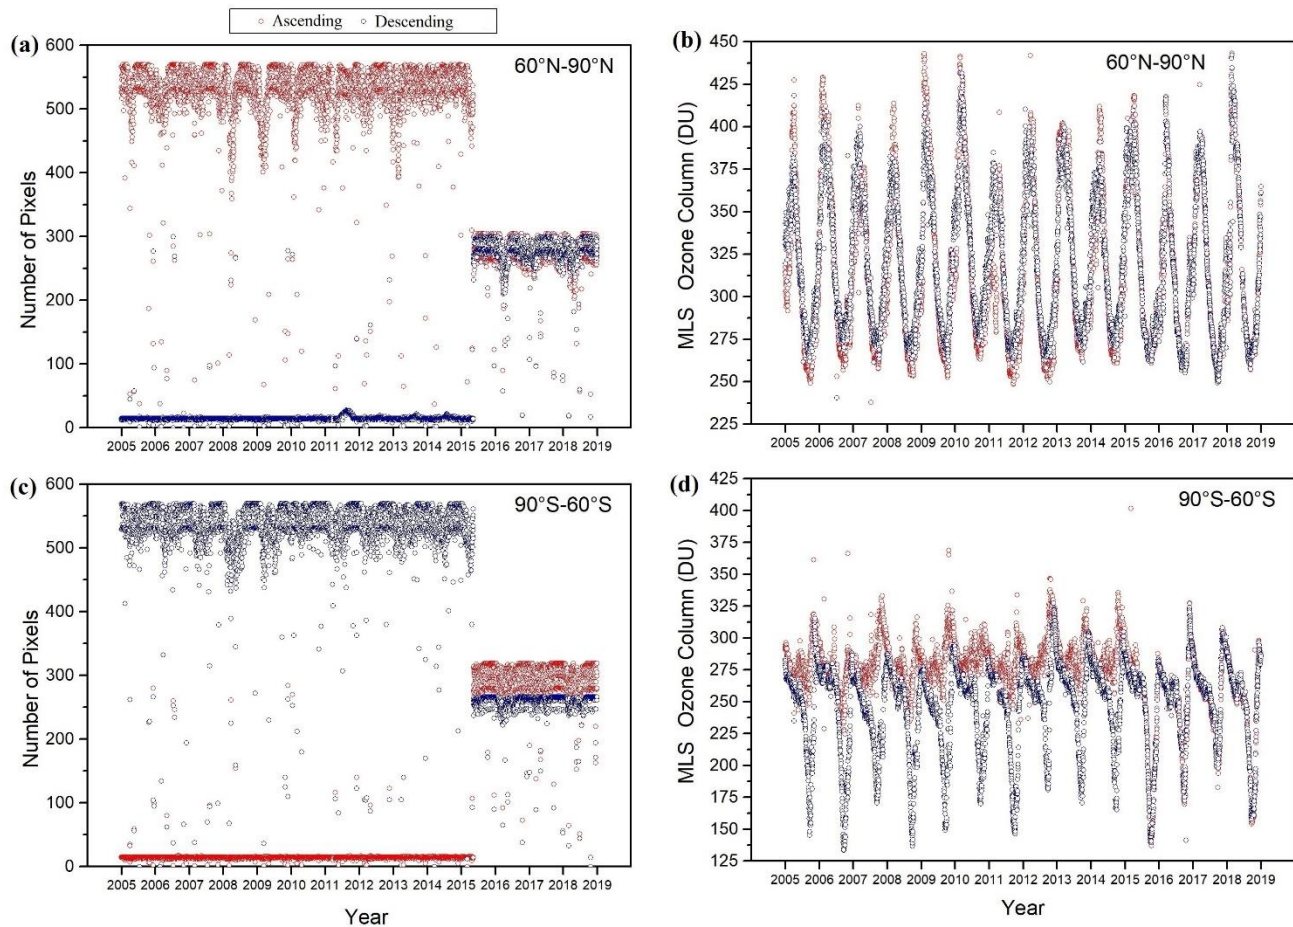 Ascending Descending
(a)
600
500
400
300
200
100
0
Number of Pixels
60°N-90°N
2005 2006 2007 2008 2009 2010 2011 2012 2013 2014 2015 2016 2017 2018 2019
(b)
450
425
400
375
350
325
300
275
250
225
MLS Ozone Column (DU)
60°N-90°N
2005 2006 2007 2008 2009 2010 2011 2012 2013 2014 2015 2016 2017 2018 2019
(c)
600
500
400
300
200
100
0
Number of Pixels
90°S-60°S
2005 2006 2007 2008 2009 2010 2011 2012 2013 2014 2015 2016 2017 2018 2019
Year
(d)
425
400
375
350
325
300
275
250
225
200
175
150
125
MLS Ozone Column (DU)
90°S-60°S
2005 2006 2007 2008 2009 2010 2011 2012 2013 2014 2015 2016 2017 2018 2019
Year